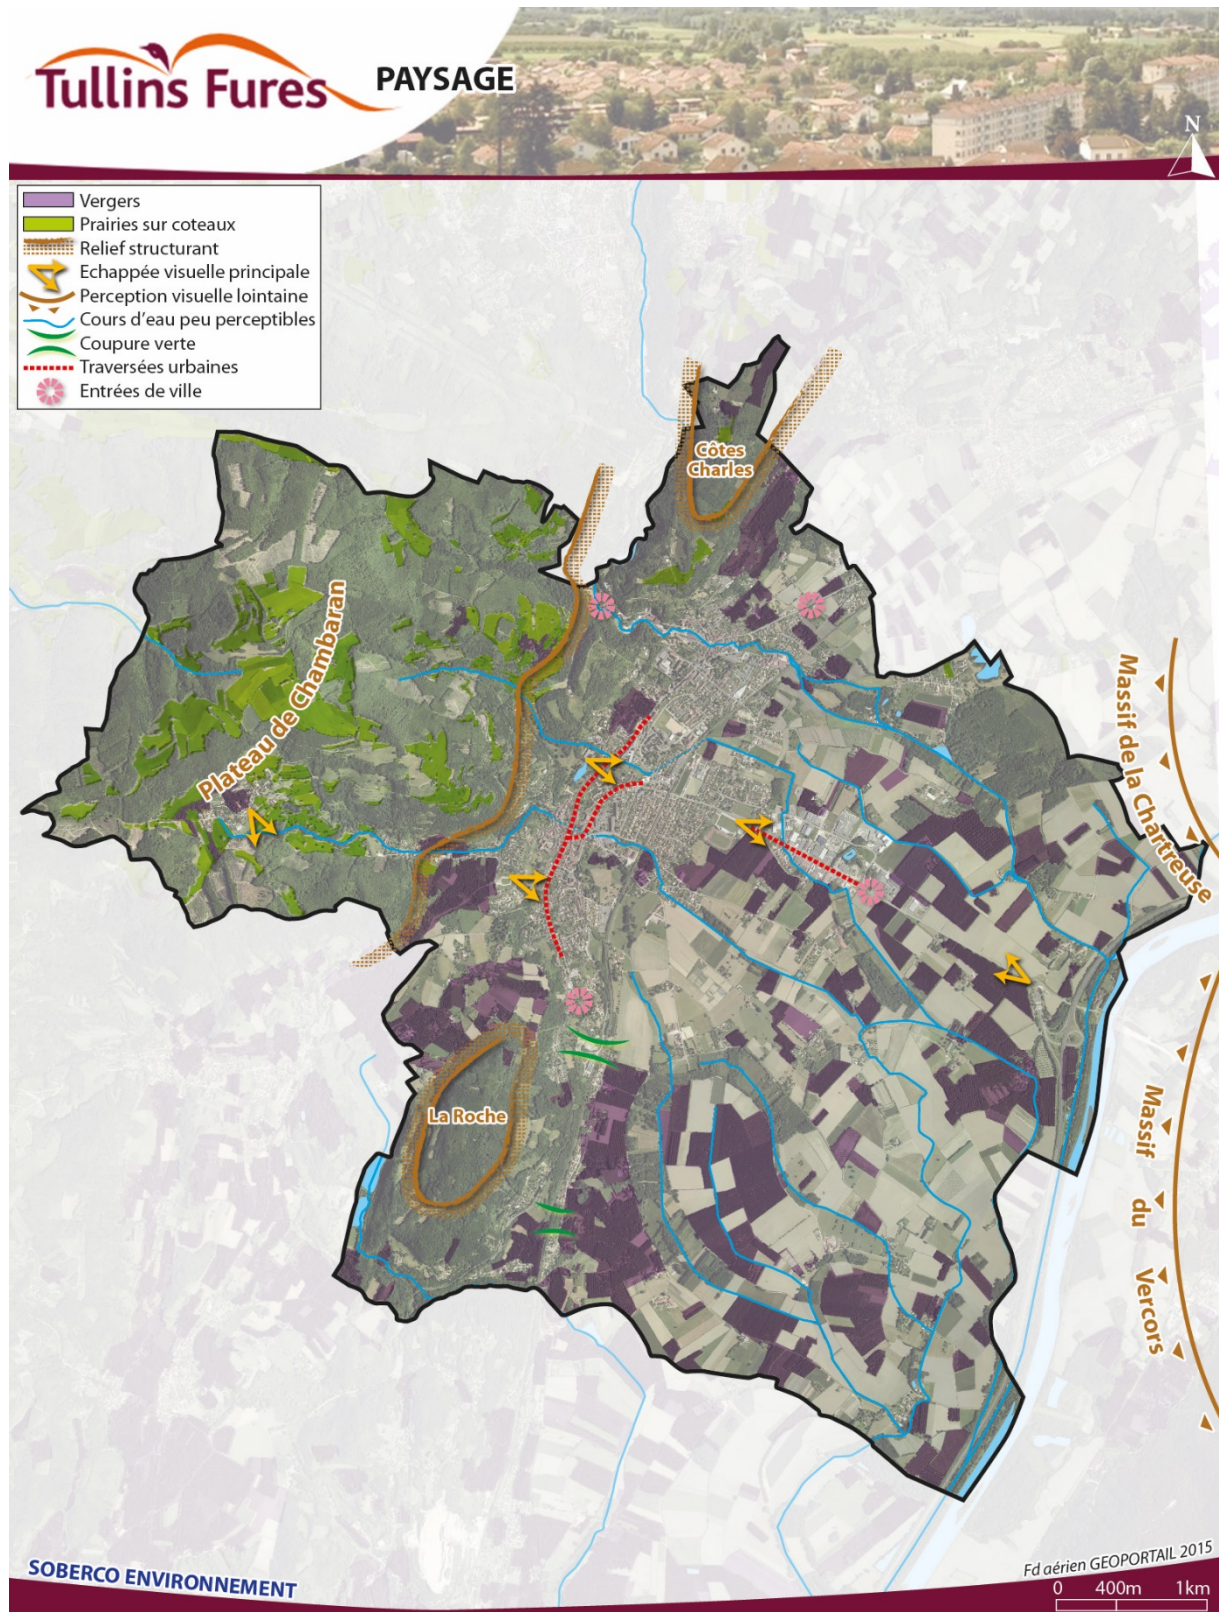 Tullins Fures
PAYSAGE
N
Vergers
Prairies sur coteaux
Relief structurant
Echappée visuelle principale
Perception visuelle lointaine
Cours d'eau peu perceptibles
Coupure verte
Traversées urbaines
Entrées de ville
Côtes
Charles
Plateau de Chambaran
Massif de la Chartreuse
La Roche
Massif du Vercors
SOBERCO ENVIRONNEMENT
Fd aérien GEOPORTAIL 2015
0 400m 1km